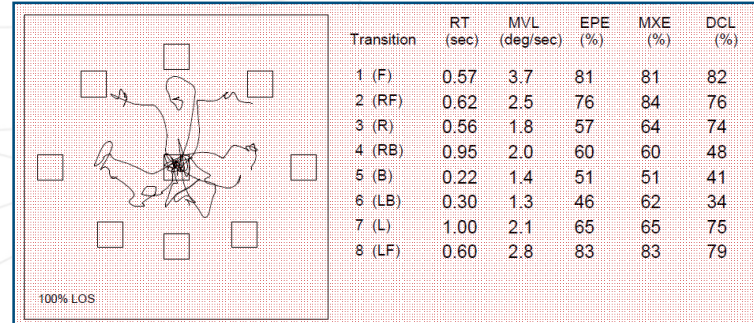 RT MVL EPE MXE DCL
Transition (sec) (deg/sec) (%) (%) (%)
1 (F) 0.57 3.7 81 81 82
2 (RF) 0.62 2.5 76 84 76
3 (R) 0.56 1.8 57 64 74
4 (RB) 0.95 2.0 60 60 48
5 (B) 0.22 1.4 51 51 41
6 (LB) 0.30 1.3 46 62 34
7 (L) 1.00 2.1 65 65 75
8 (LF) 0.60 2.8 83 83 79
100% LOS